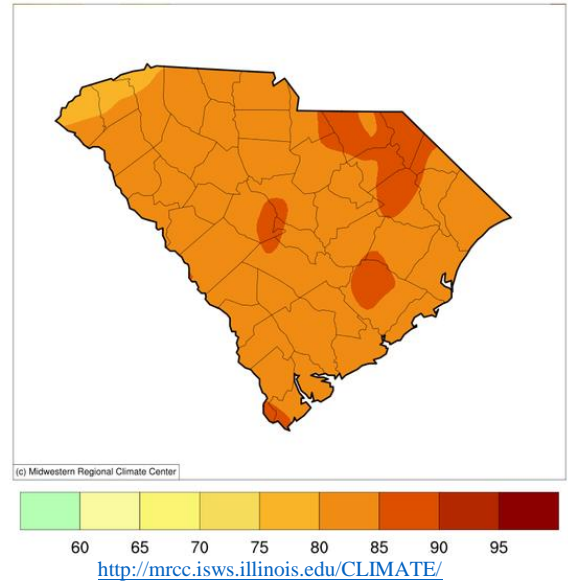 (c) Midwestern Regional Climate Center
60 65 70 75 80 85 90 95
http://mrcc.isws.illinois.edu/CLIMATE/